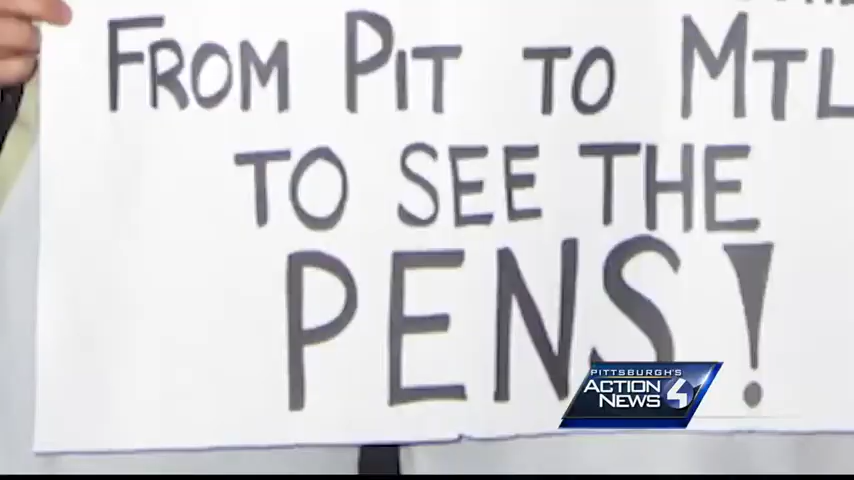 FROM PIT TO MTL
TO SEE THE
PENS!
PITTSBURGH'S
ACTION 4
NEWS